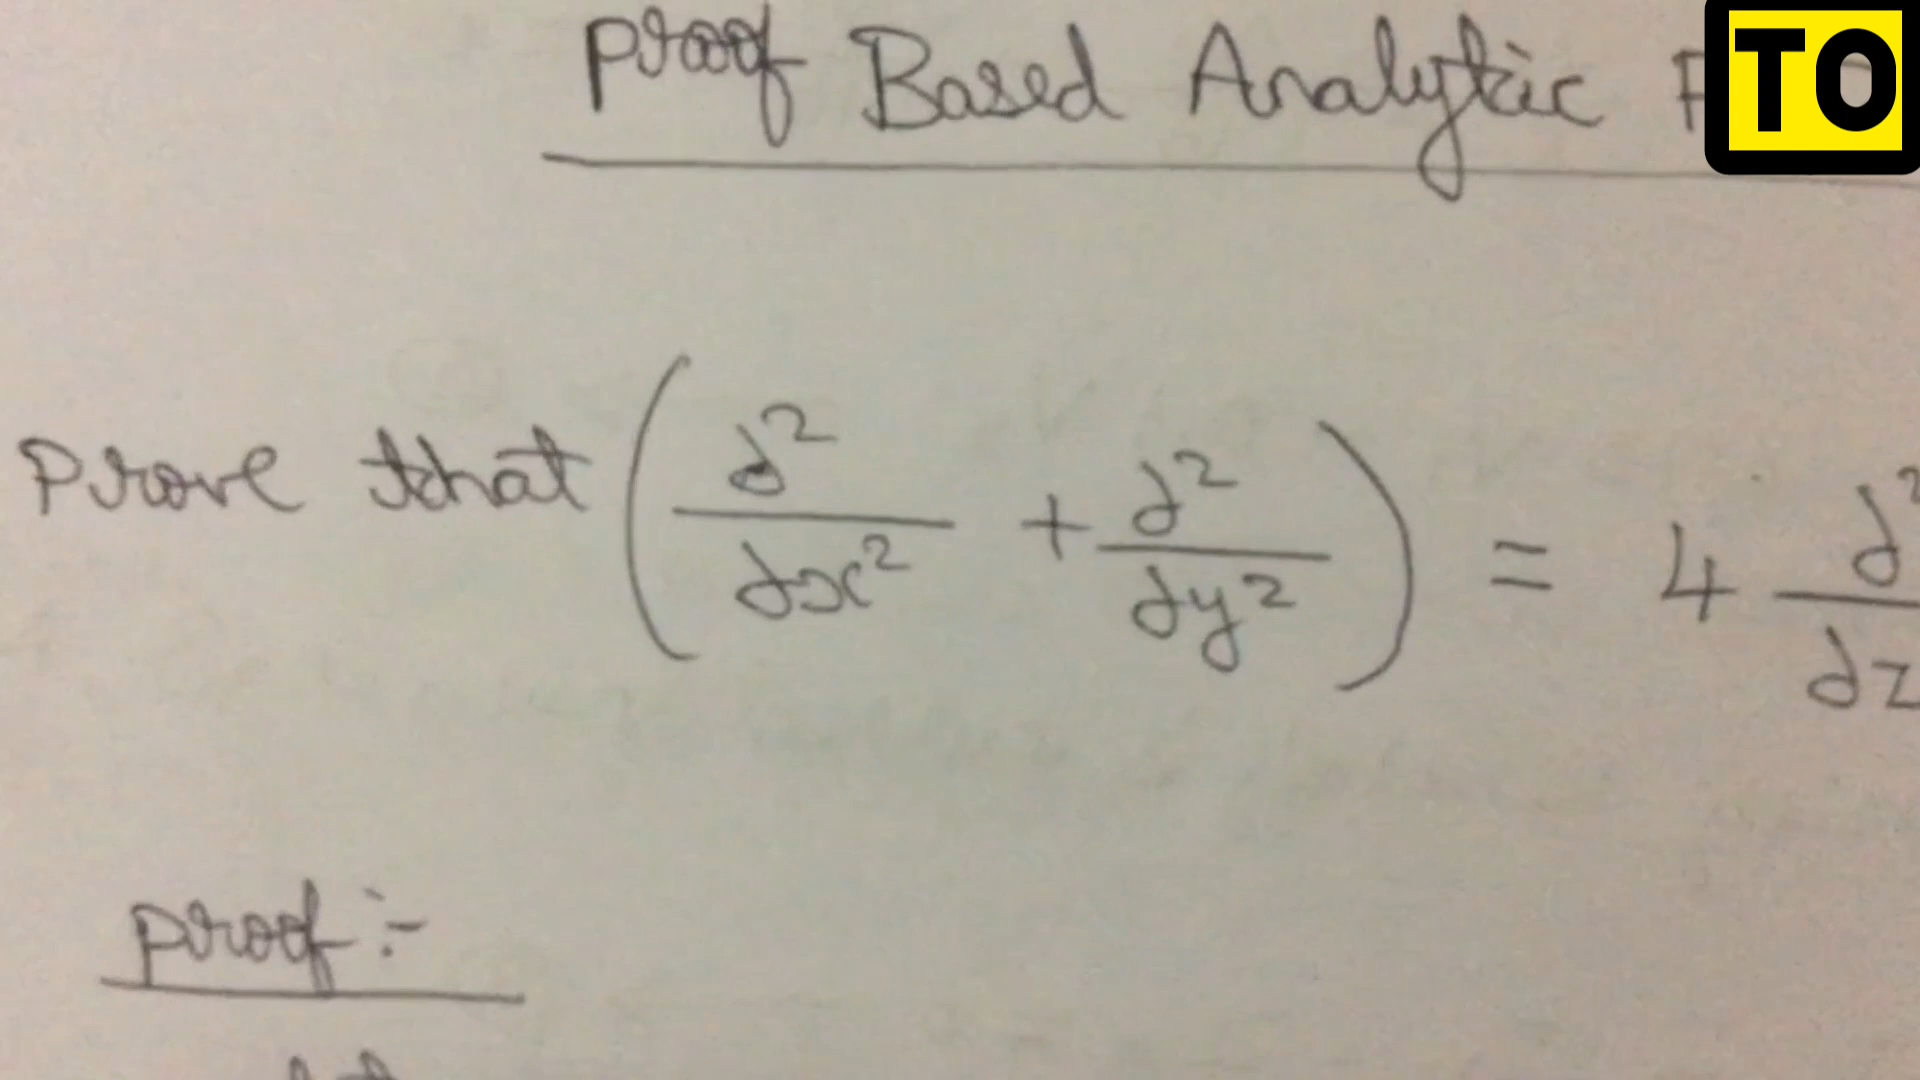 Proof Based Analytic F
TO
Prove that (∂²/∂x² + ∂²/∂y²) = 4 ∂²/∂z
Proof :-